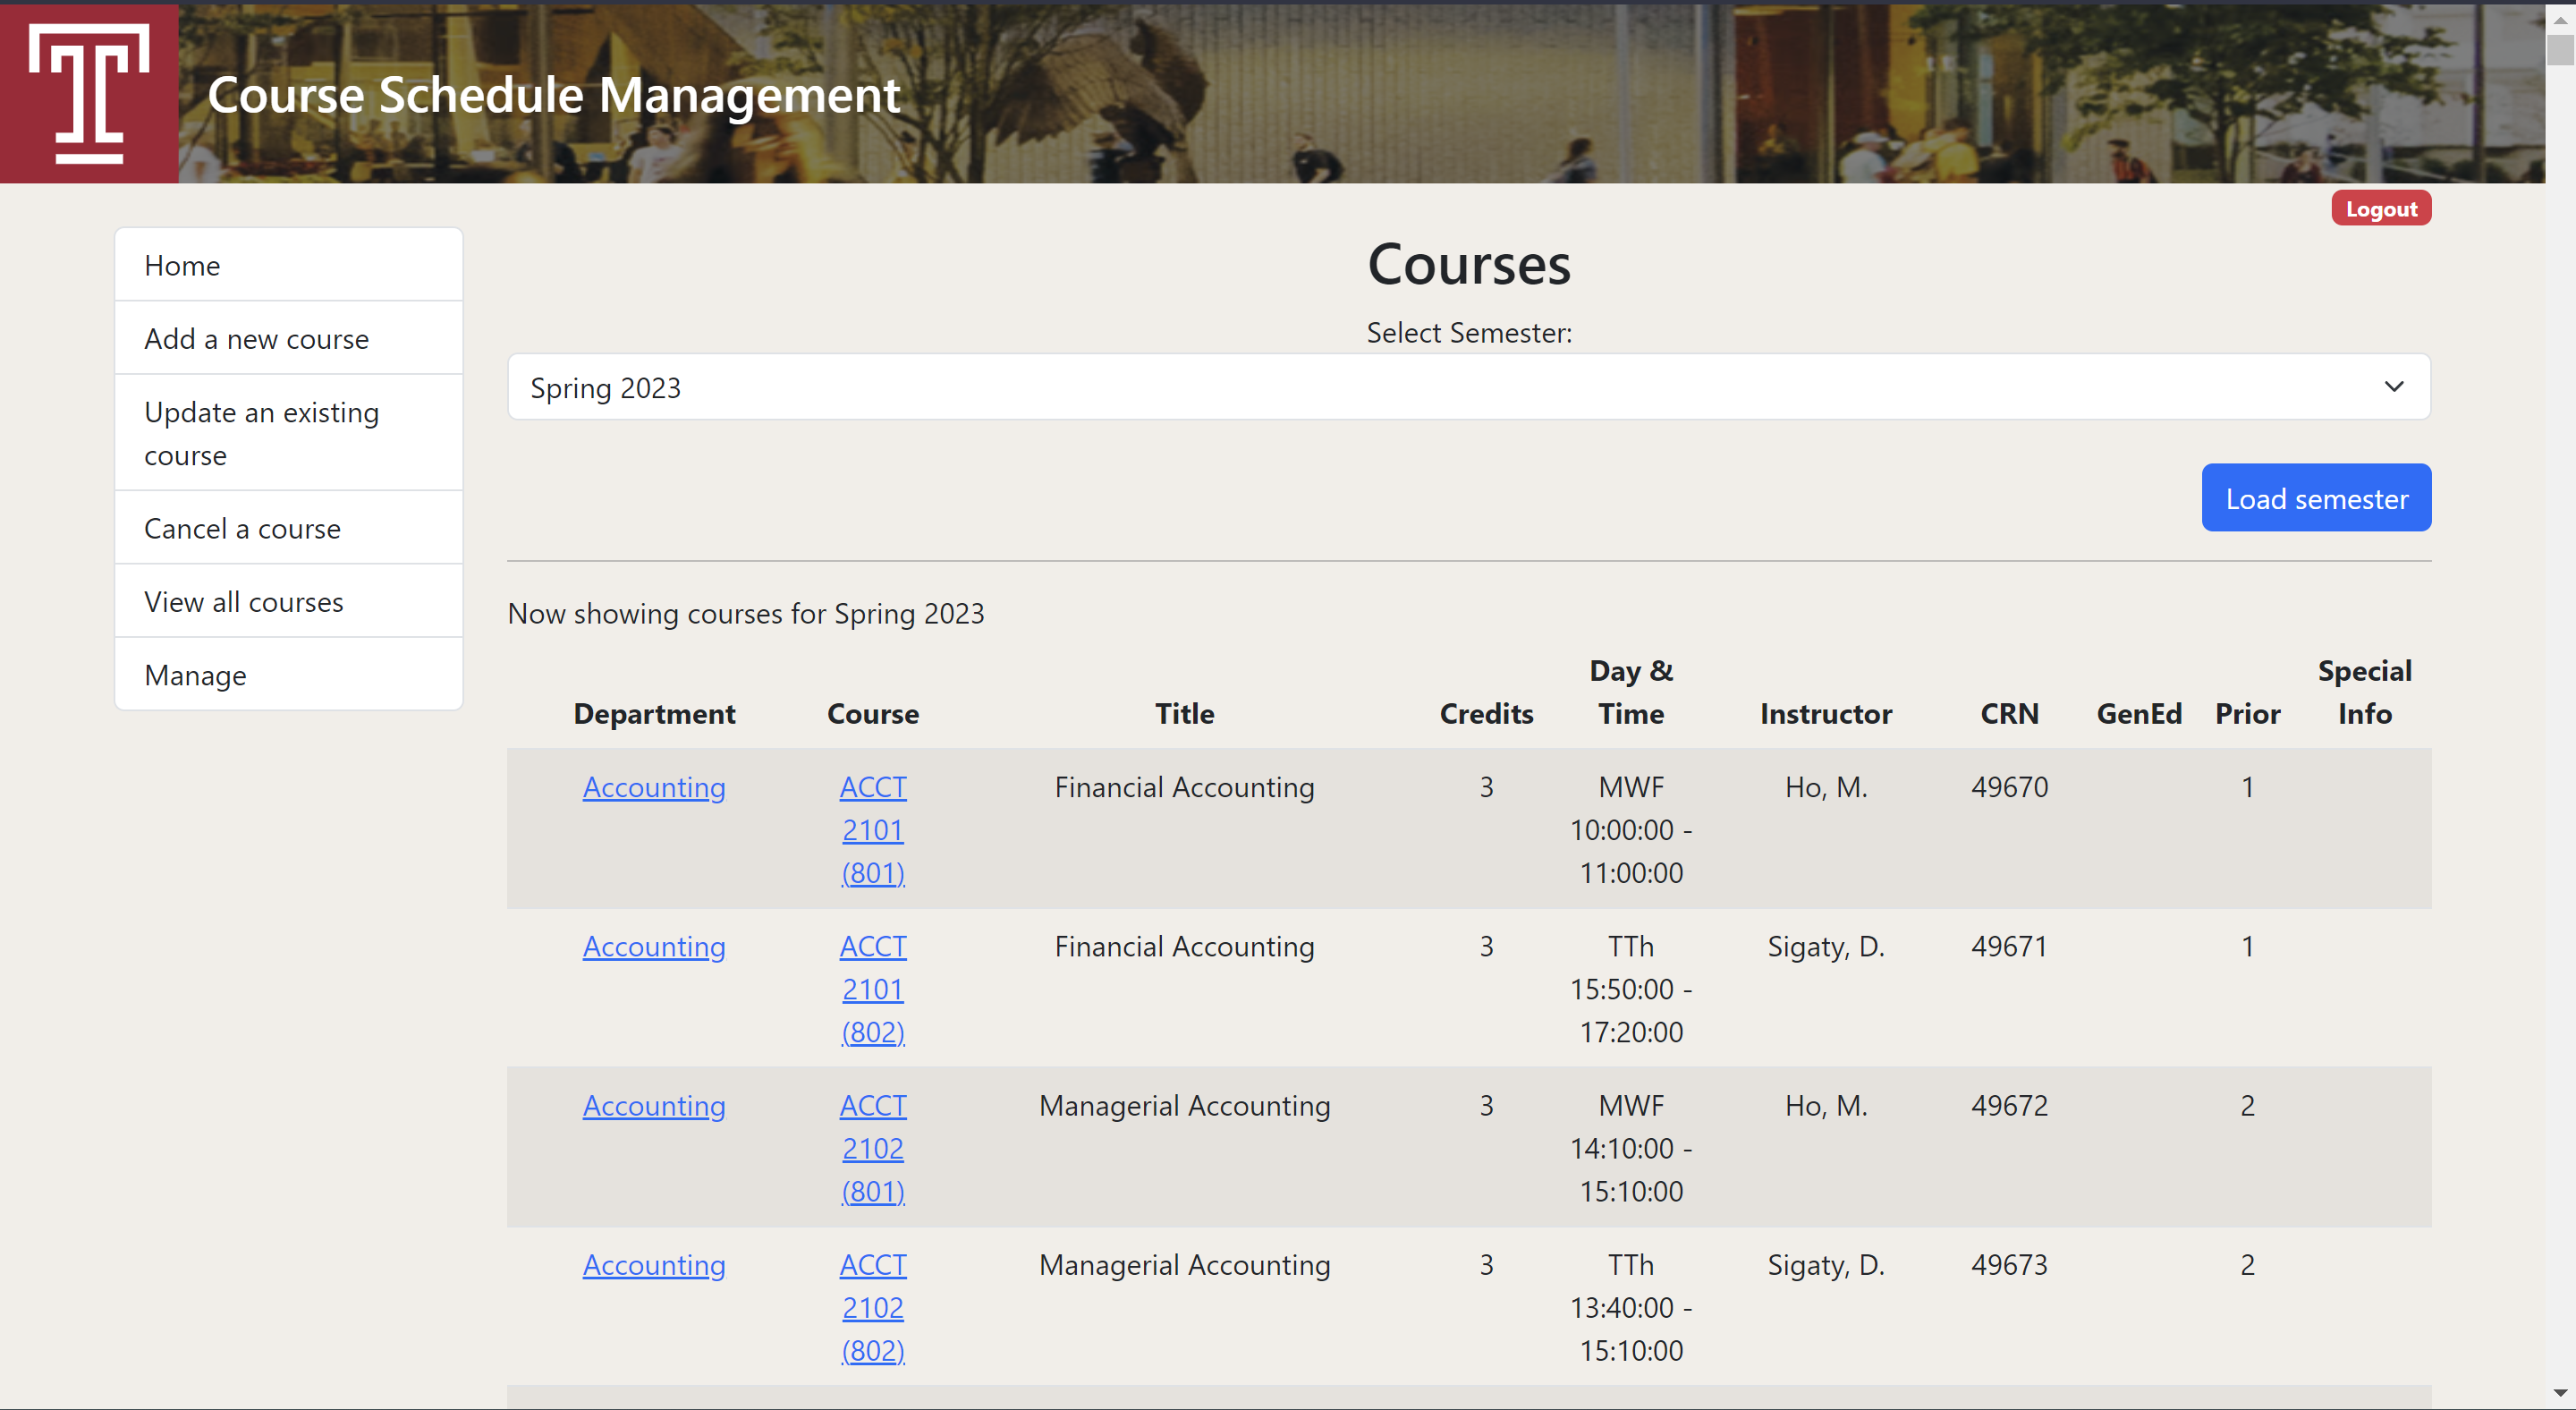 T
Course Schedule Management
Logout
Home
Add a new course
Update an existing
course
Cancel a course
View all courses
Manage
Courses
Select Semester:
Spring 2023
Load semester
Now showing courses for Spring 2023
Department Course Title Credits Day & Time Instructor CRN GenEd Prior Special Info
Accounting ACCT Financial Accounting 3 MWF Ho, M. 49670 1
2101 10:00:00 -
(801) 11:00:00
Accounting ACCT Financial Accounting 3 TTh Sigaty, D. 49671 1
2101 15:50:00 -
(802) 17:20:00
Accounting ACCT Managerial Accounting 3 MWF Ho, M. 49672 2
2102 14:10:00 -
(801) 15:10:00
Accounting ACCT Managerial Accounting 3 TTh Sigaty, D. 49673 2
2102 13:40:00 -
(802) 15:10:00